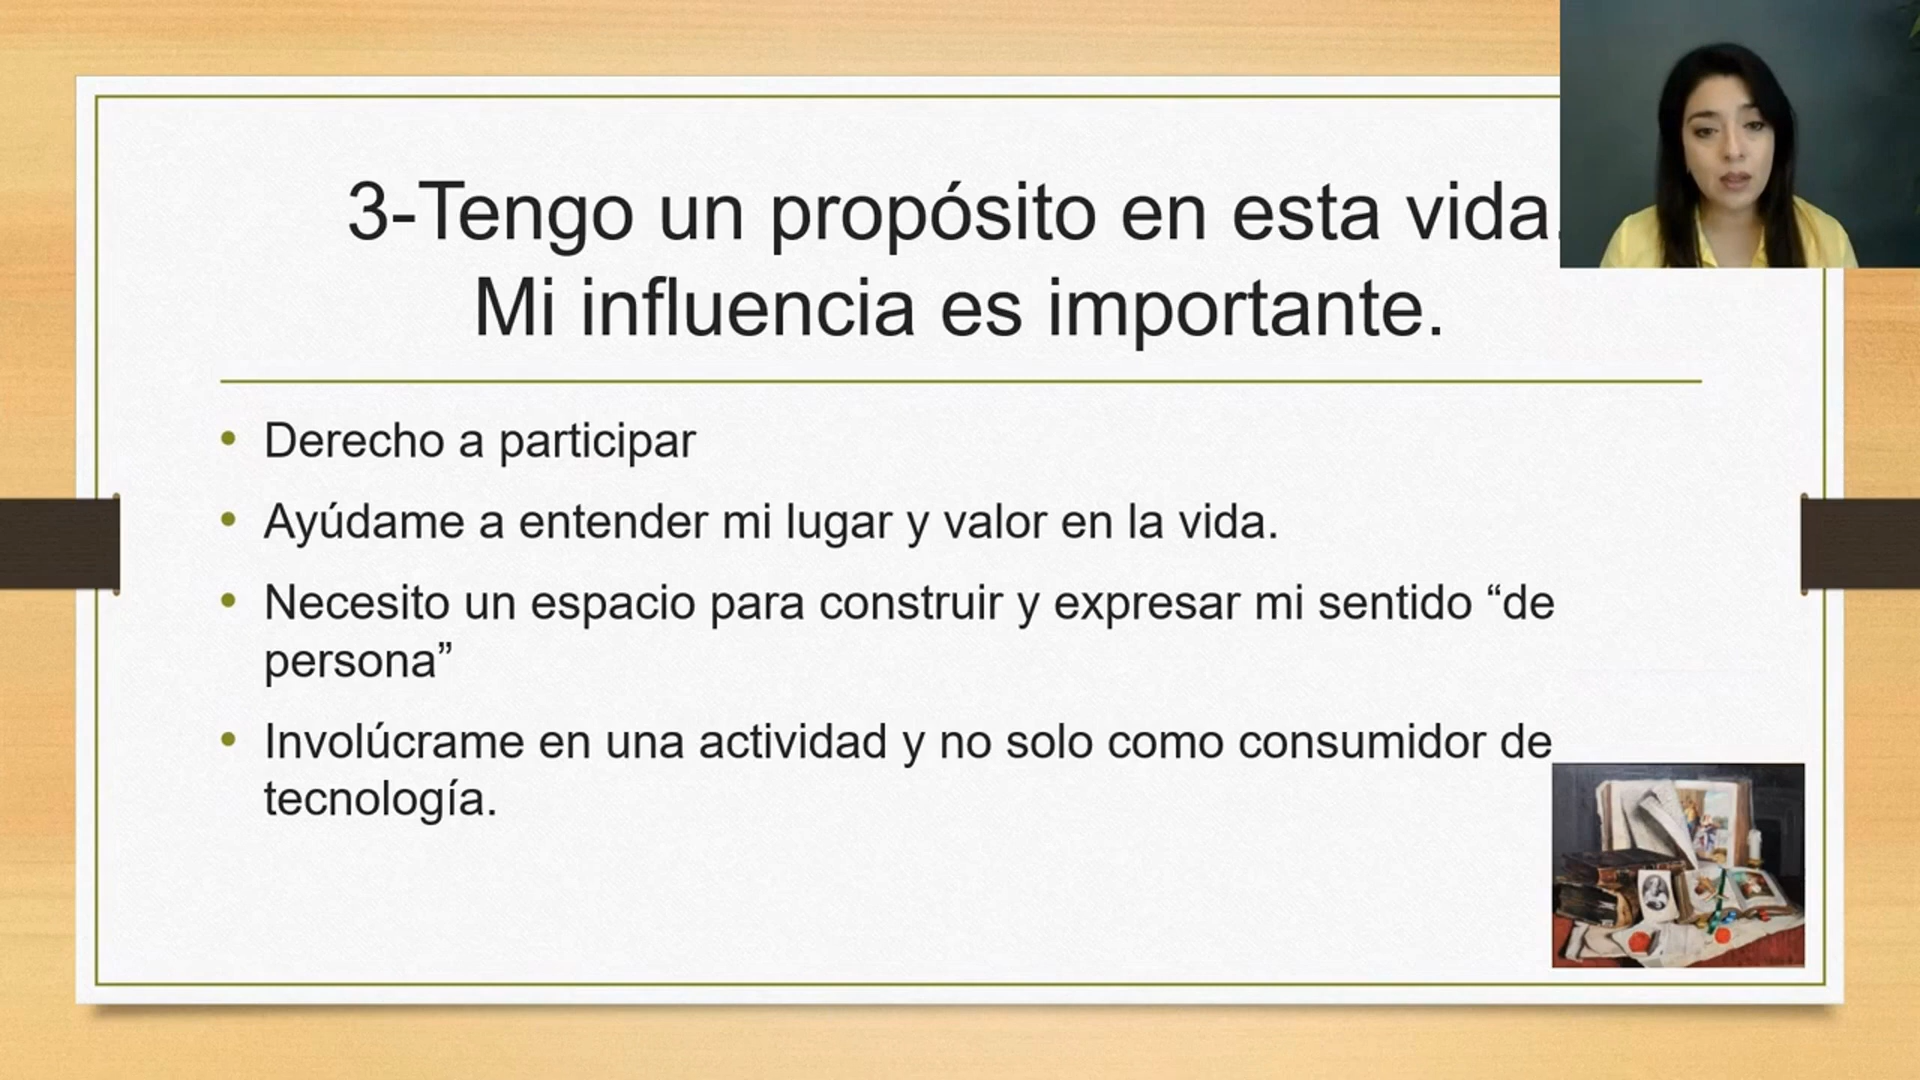 3-Tengo un propósito en esta vida.
Mi influencia es importante.
• Derecho a participar
• Ayúdame a entender mi lugar y valor en la vida.
• Necesito un espacio para construir y expresar mi sentido “de
persona”
• Involúcrame en una actividad y no solo como consumidor de
tecnología.